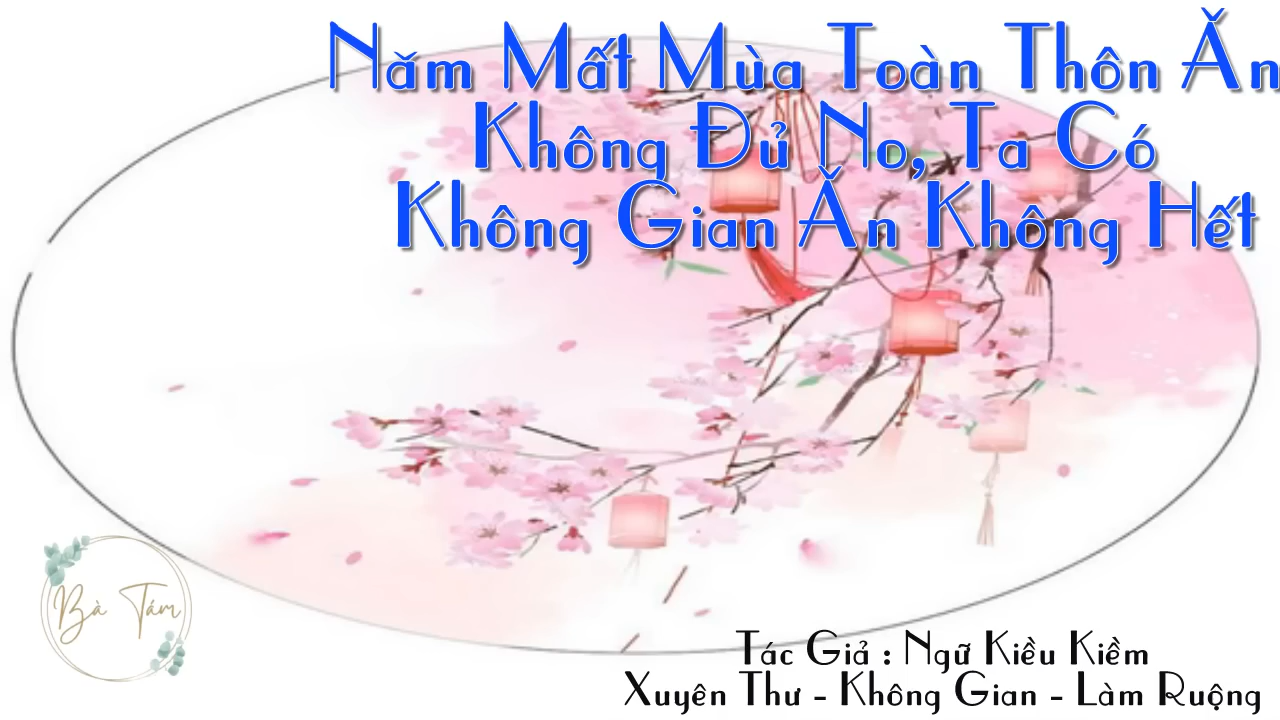 Năm Mất Mùa Toàn Thôn Ăn
Không Đủ No, Ta Có
Không Gian Ăn Không Hết
Bà Tám
Tác Giả : Ngữ Kiều Kiềm
Xuyên Thư - Không Gian - Làm Ruộng